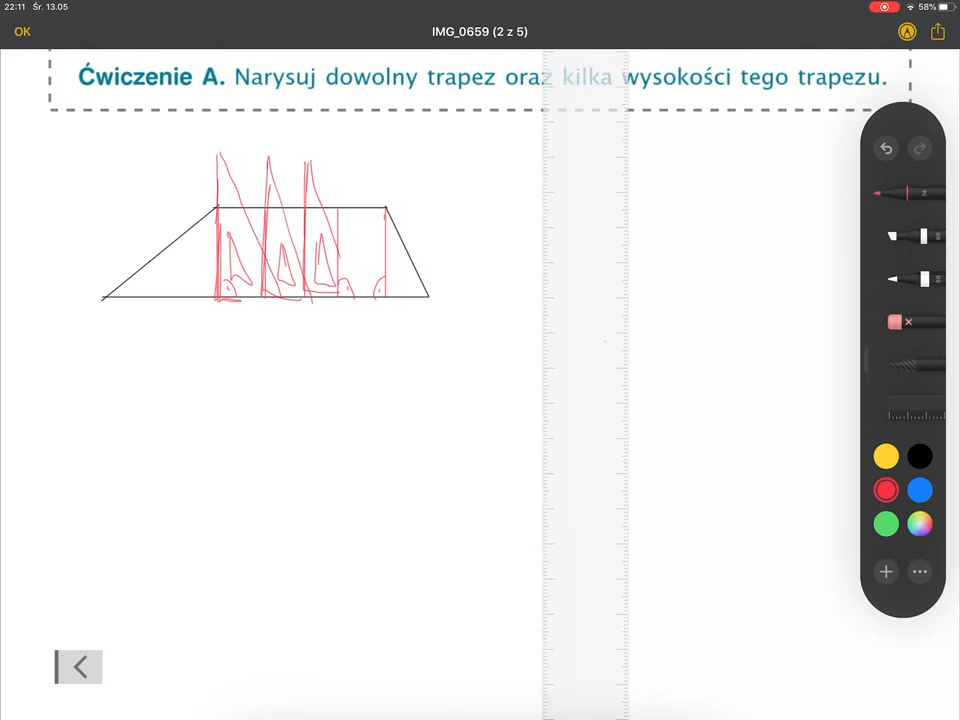 22:11 Śr. 13.05
58%
OK
IMG_0659 (2 z 5)
Ćwiczenie A. Narysuj dowolny trapez oraz kilka wysokości tego trapezu.